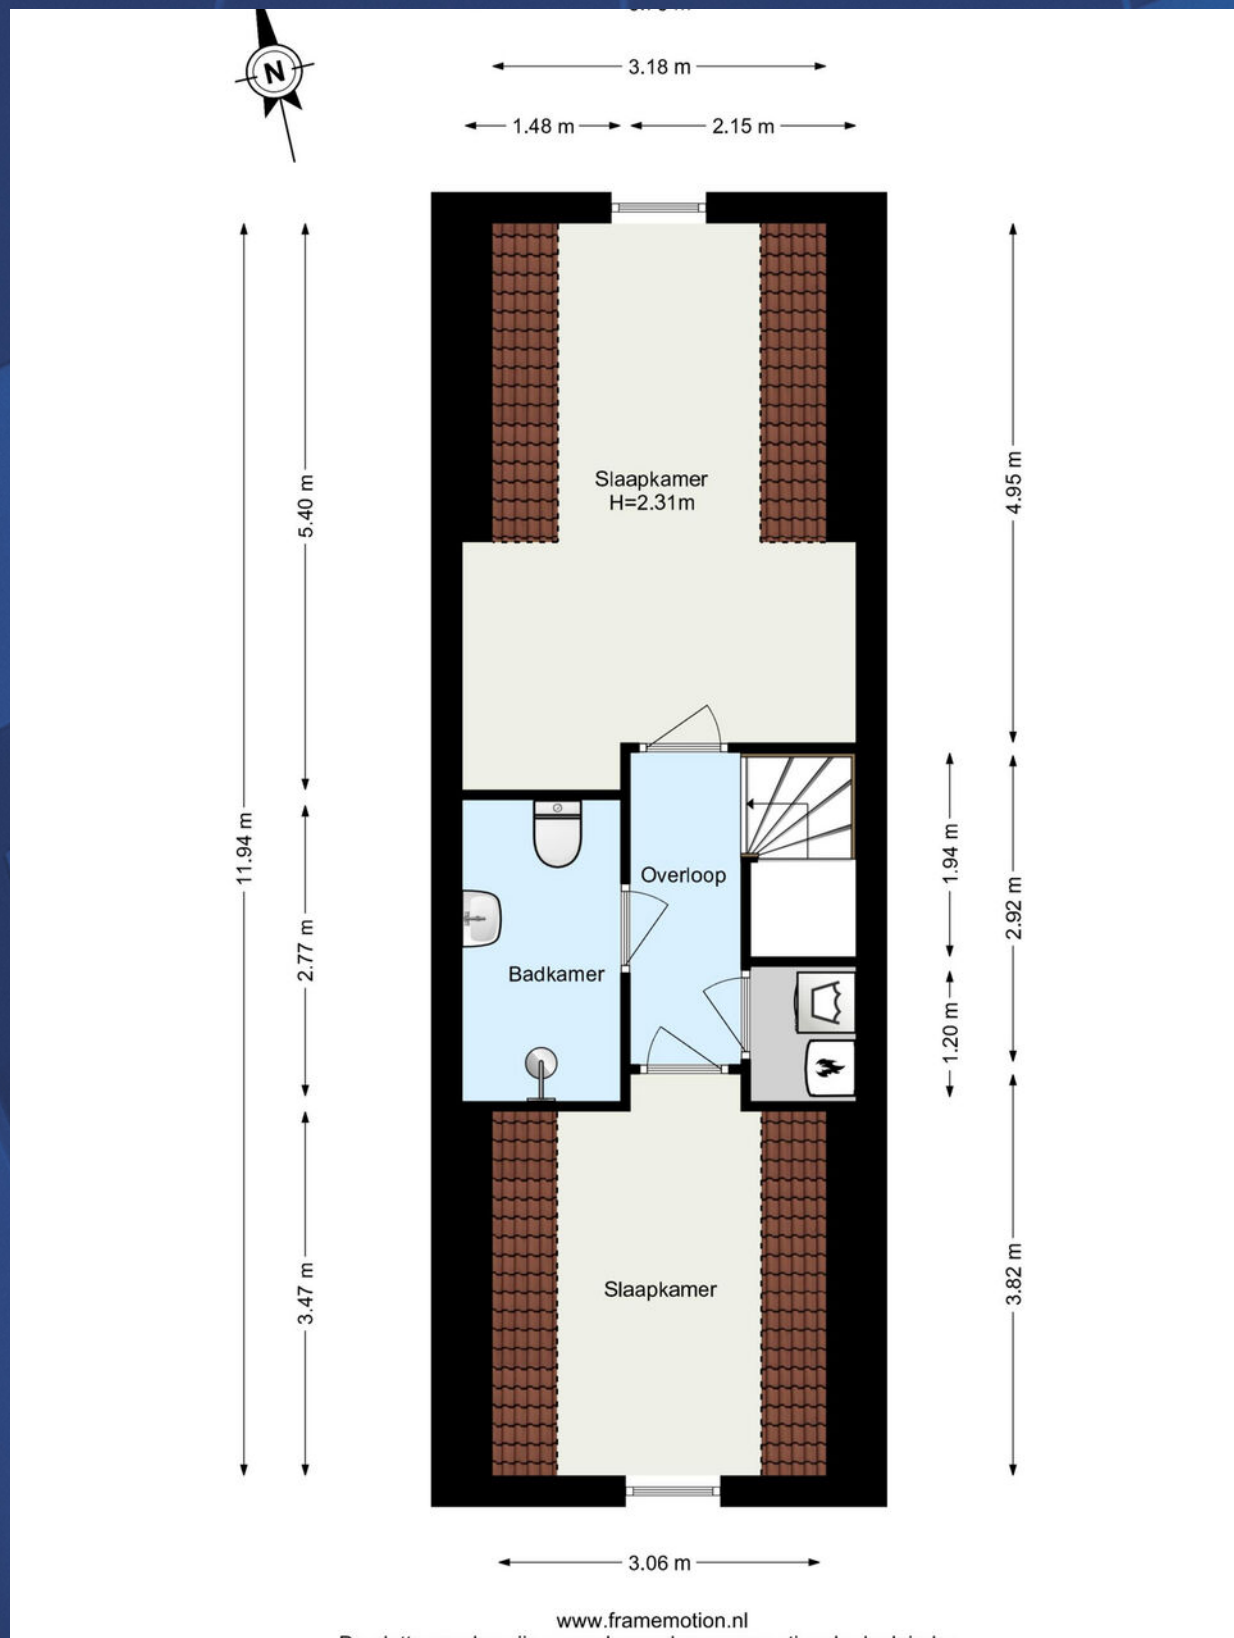 N
3.18 m
1.48 m
2.15 m
5.40 m
4.95 m
Slaapkamer
H=2.31m
11.94 m
Overloop
1.94 m
2.92 m
2.77 m
Badkamer
1.20 m
3.47 m
3.82 m
Slaapkamer
3.06 m
www.framemotion.nl